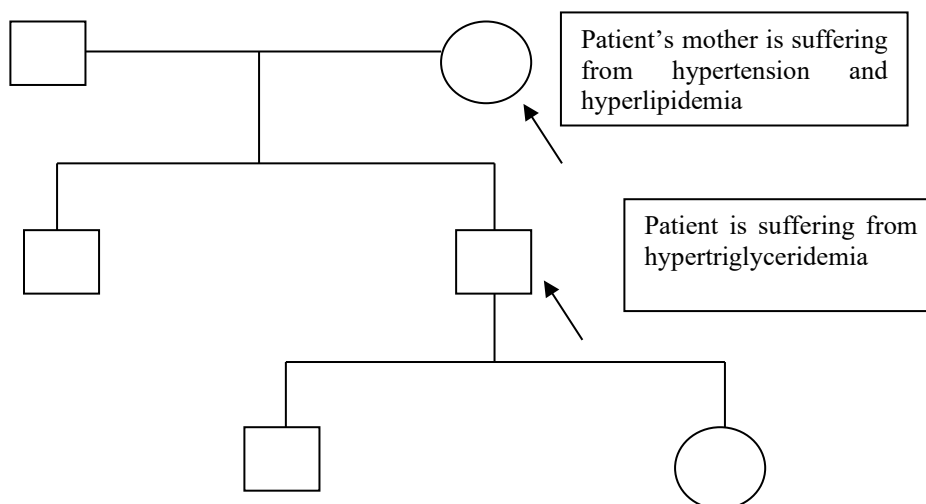 Patient’s mother is suffering
from hypertension and
hyperlipidemia
Patient is suffering from
hypertriglyceridemia